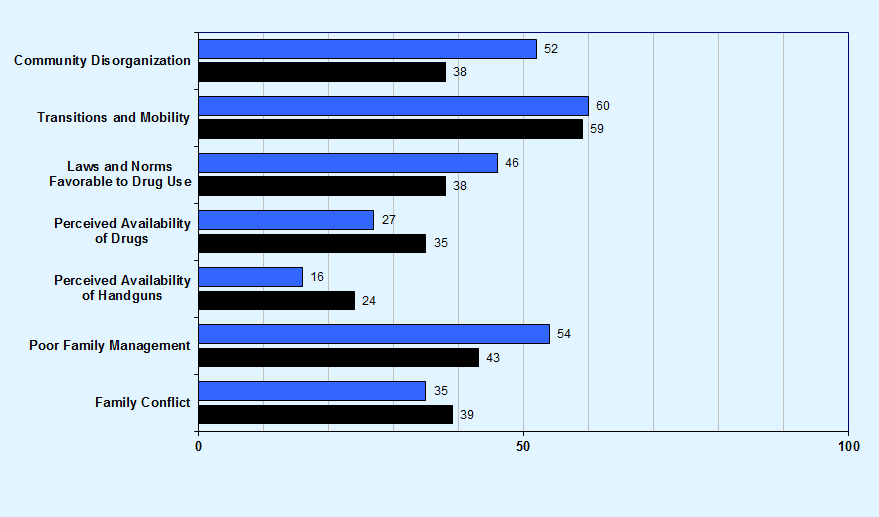 Community Disorganization
52
38
Transitions and Mobility
60
59
Laws and Norms
Favorable to Drug Use
46
38
Perceived Availability
of Drugs
27
35
Perceived Availability
of Handguns
16
24
Poor Family Management
54
43
Family Conflict
35
39
0 50 100